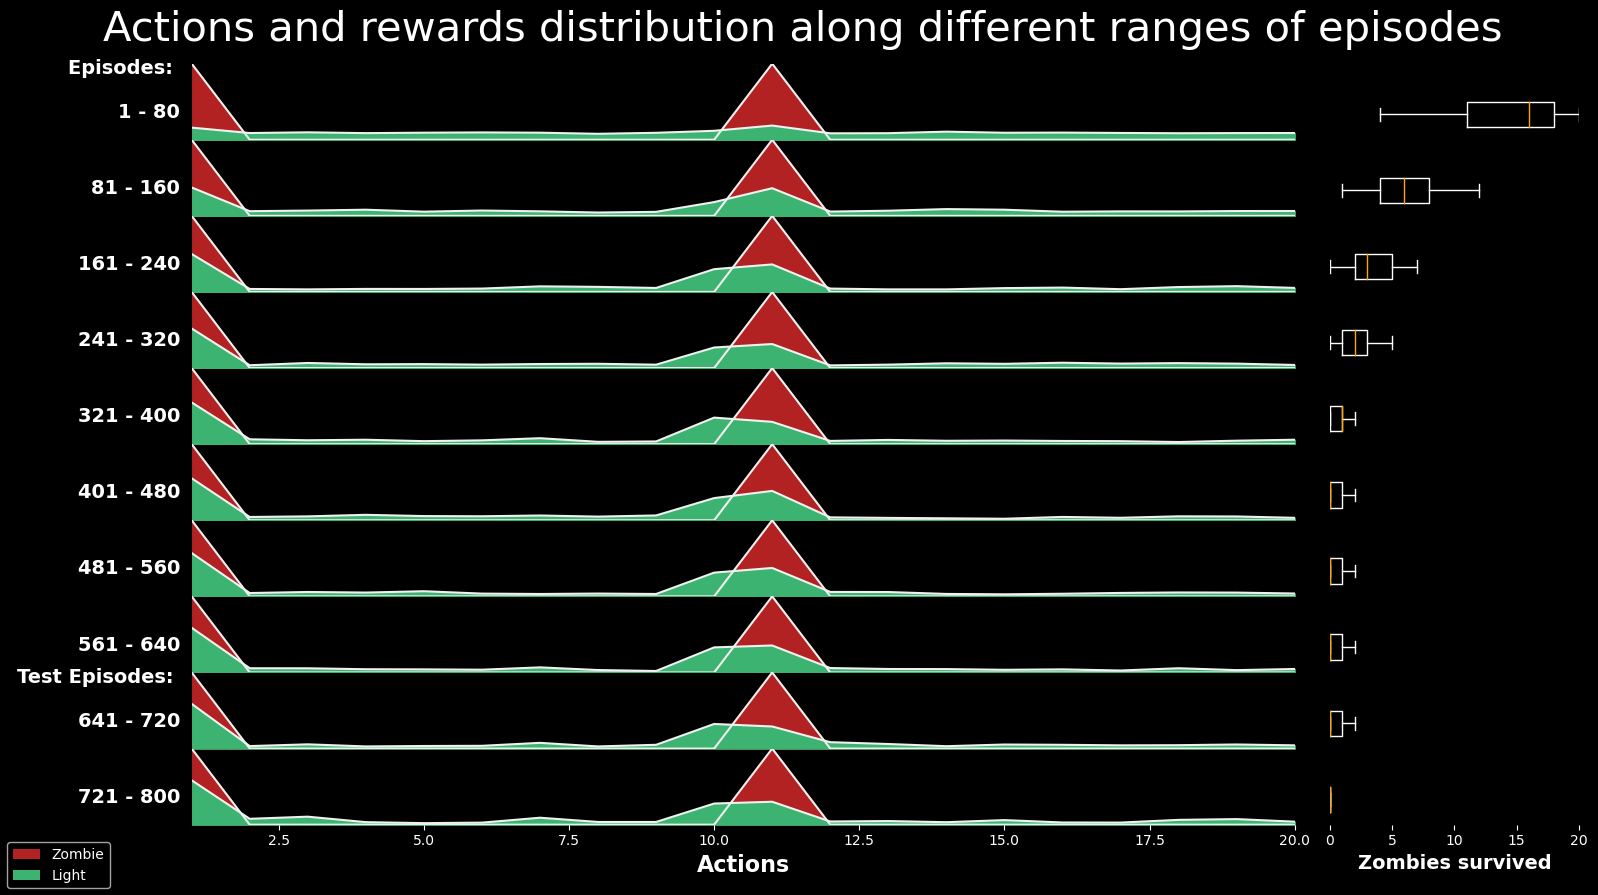 Actions and rewards distribution along different ranges of episodes
Episodes:
1 - 80
81 - 160
161 - 240
241 - 320
321 - 400
401 - 480
481 - 560
561 - 640
Test Episodes:
641 - 720
721 - 800
2.5 5.0 7.5 10.0 12.5 15.0 17.5 20.0
Actions
0 5 10 15 20
Zombies survived
Zombie
Light